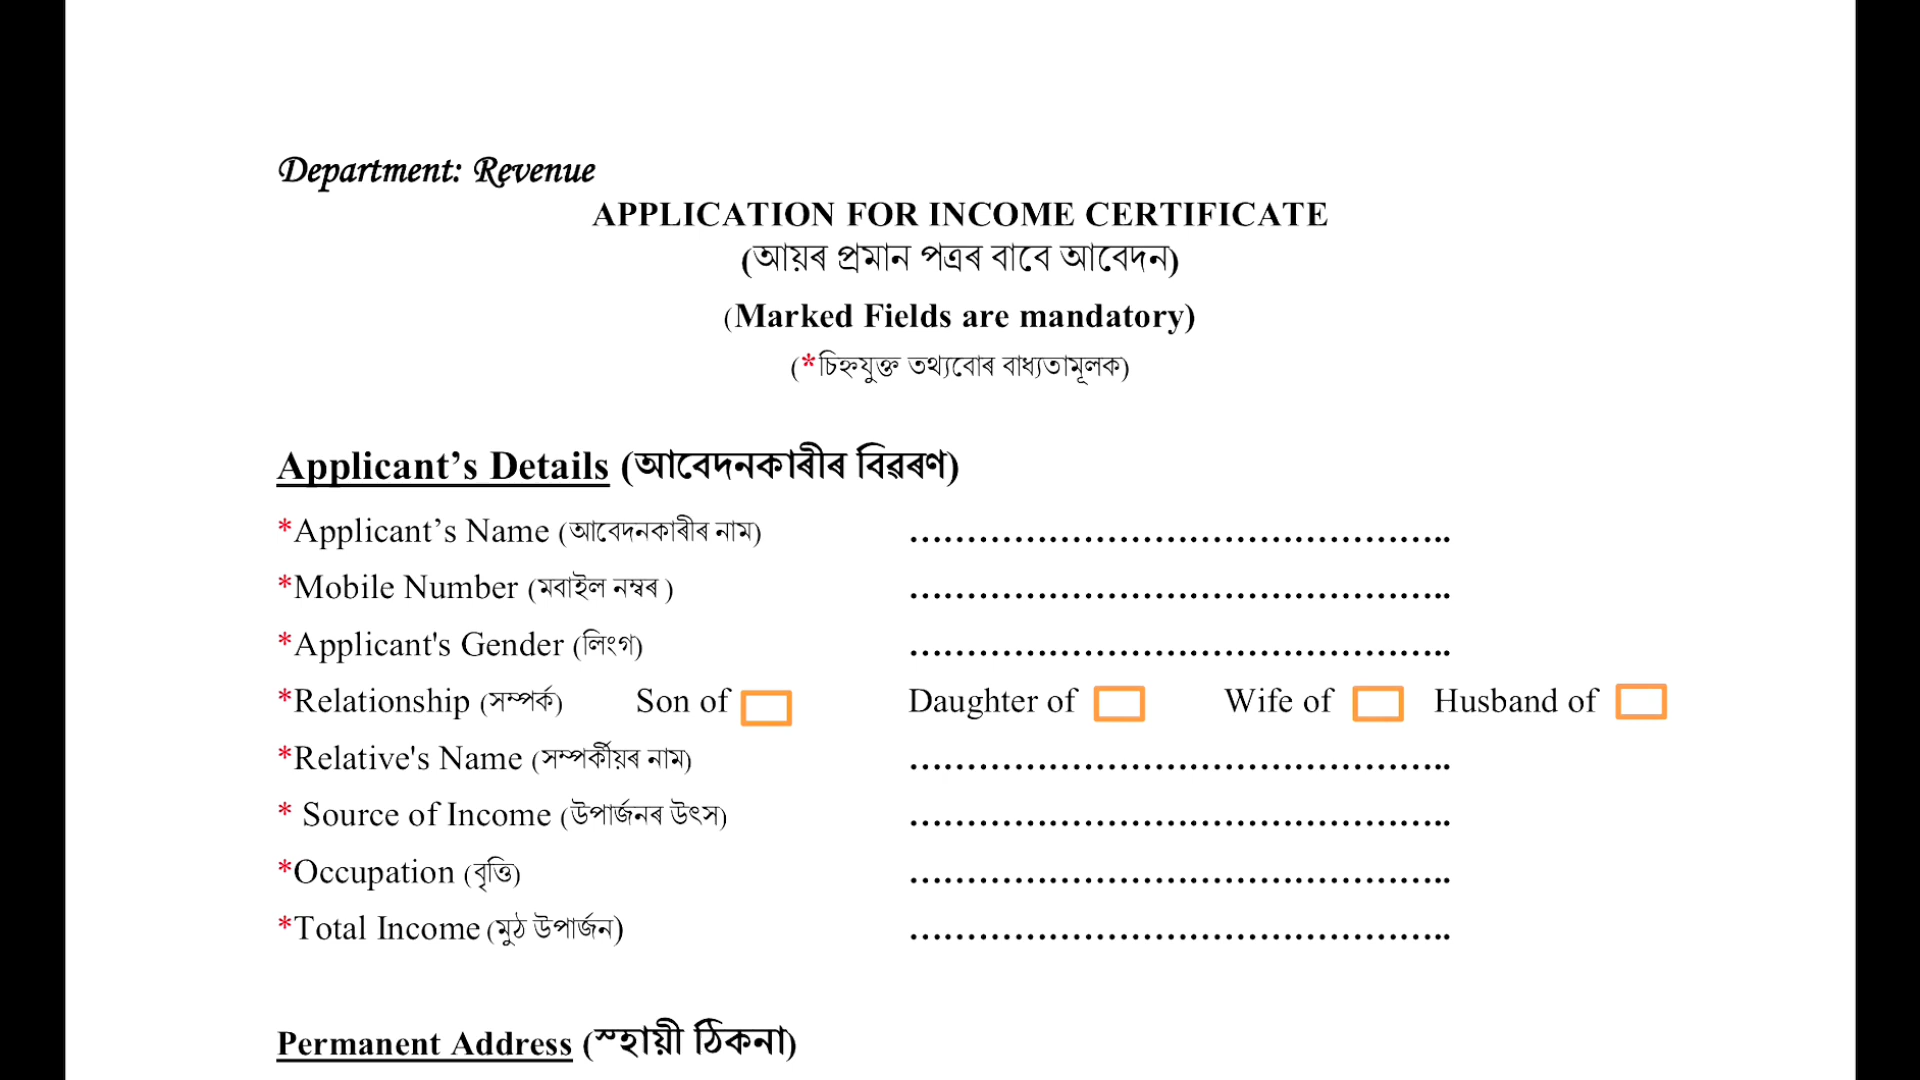 Department: Revenue
APPLICATION FOR INCOME CERTIFICATE
(আয়ৰ প্ৰমান পত্ৰৰ বাবে আবেদন)
(Marked Fields are mandatory)
(*চিহ্নযুক্ত তথ্যবোৰ বাধ্যতামূলক)
Applicant’s Details (আবেদনকাৰীৰ বিৱৰণ)
*Applicant’s Name (আবেদনকাৰীৰ নাম) ……………………………………………..
*Mobile Number (মবাইল নম্বৰ ) ……………………………………………..
*Applicant's Gender (লিংগ) ……………………………………………..
*Relationship (সম্পৰ্ক) Son of Daughter of Wife of Husband of
*Relative's Name (সম্পৰ্কীয়ৰ নাম) ……………………………………………..
* Source of Income (উপাৰ্জনৰ উৎস) ……………………………………………..
*Occupation (বৃত্তি) ……………………………………………..
*Total Income (মুঠ উপাৰ্জন) ……………………………………………..
Permanent Address (স্হায়ী ঠিকনা)